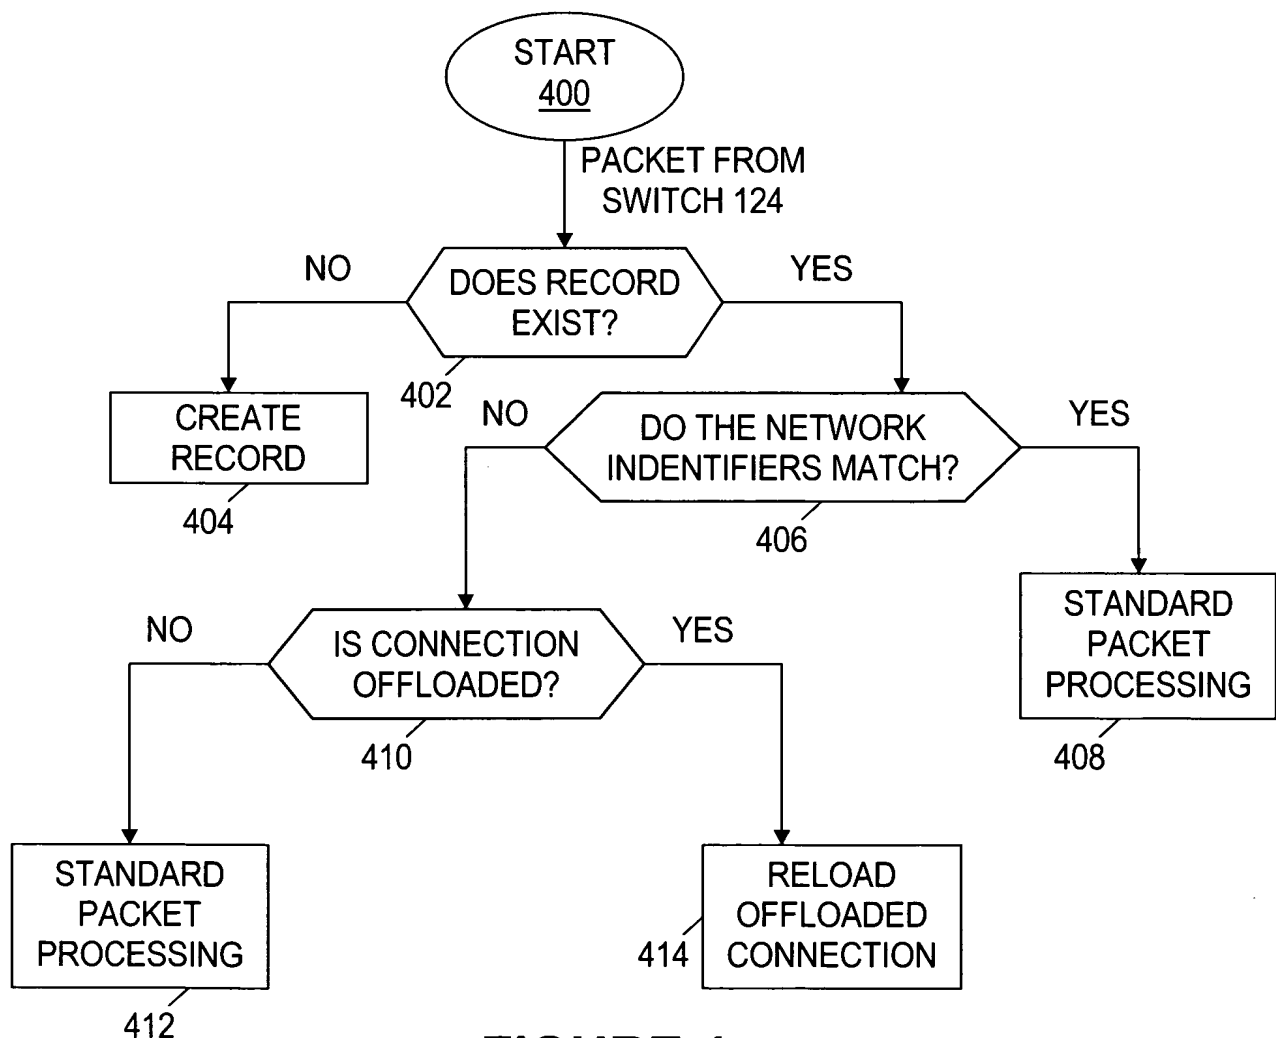 START
400
PACKET FROM
SWITCH 124
NO
YES
DOES RECORD
EXIST?
402
CREATE
RECORD
404
NO
YES
DO THE NETWORK
INDENTIFIERS MATCH?
406
STANDARD
PACKET
PROCESSING
408
NO
YES
IS CONNECTION
OFFLOADED?
410
STANDARD
PACKET
PROCESSING
412
RELOAD
OFFLOADED
CONNECTION
414